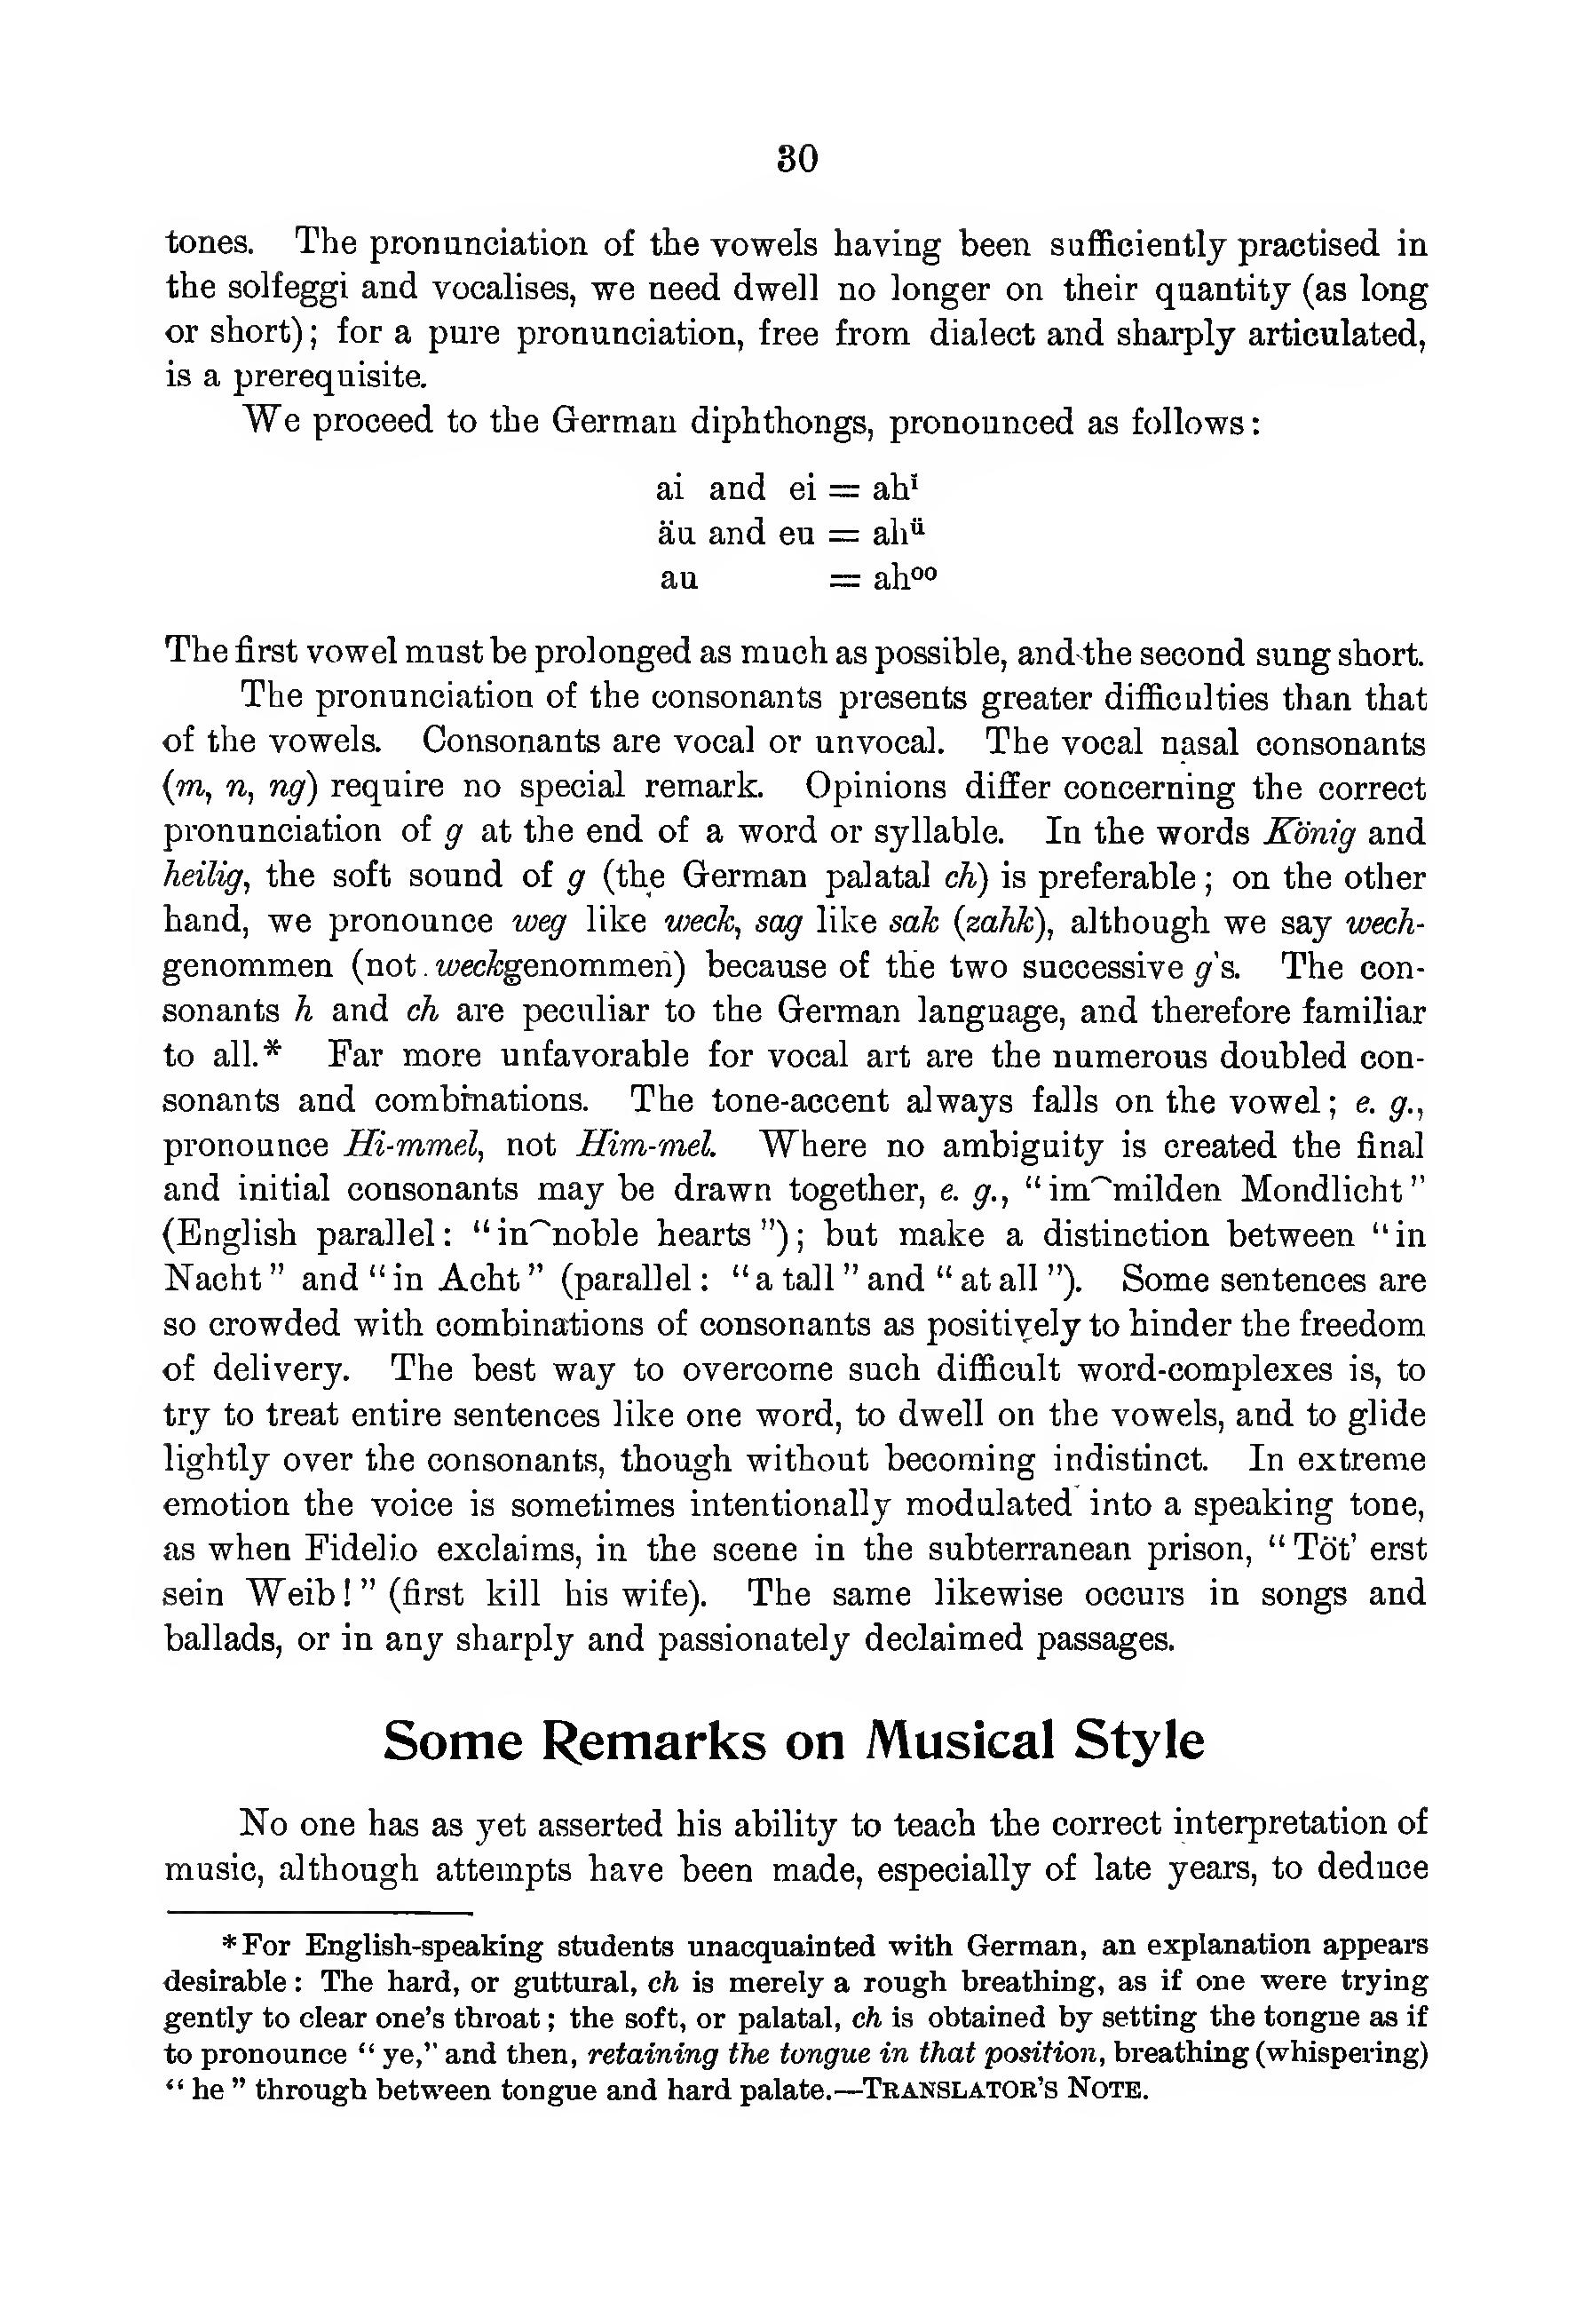 30
tones. The pronunciation of the vowels having been sufficiently practised in
the solfeggi and vocalises, we need dwell no longer on their quantity (as long
or short); for a pure pronunciation, free from dialect and sharply articulated,
is a prerequisite.
We proceed to the German diphthongs, pronounced as follows:
ai and ei = ahĭ
äu and eu = ahü
au = ahoo
The first vowel must be prolonged as much as possible, and the second sung short.
The pronunciation of the consonants presents greater difficulties than that
of the vowels. Consonants are vocal or unvocal. The vocal nasal consonants
(m, n, ng) require no special remark. Opinions differ concerning the correct
pronunciation of g at the end of a word or syllable. In the words König and
heilig, the soft sound of g (the German palatal ch) is preferable; on the other
hand, we pronounce weg like weck, sag like sak (zahk), although we say wech-
genommen (not weckgenommen) because of the two successive g's. The con-
sonants h and ch are peculiar to the German language, and therefore familiar
to all.* Far more unfavorable for vocal art are the numerous doubled con-
sonants and combinations. The tone-accent always falls on the vowel; e. g.,
pronounce Hi-mmel, not Him-mel. Where no ambiguity is created the final
and initial consonants may be drawn together, e. g., “im⁀milden Mondlicht”
(English parallel: “in⁀noble hearts”); but make a distinction between “in
Nacht” and “in Acht” (parallel: “a tall” and “at all”). Some sentences are
so crowded with combinations of consonants as positively to hinder the freedom
of delivery. The best way to overcome such difficult word-complexes is, to
try to treat entire sentences like one word, to dwell on the vowels, and to glide
lightly over the consonants, though without becoming indistinct. In extreme
emotion the voice is sometimes intentionally modulated into a speaking tone,
as when Fidelio exclaims, in the scene in the subterranean prison, “Töt’ erst
sein Weib!” (first kill his wife). The same likewise occurs in songs and
ballads, or in any sharply and passionately declaimed passages.
Some Remarks on Musical Style
No one has as yet asserted his ability to teach the correct interpretation of
music, although attempts have been made, especially of late years, to deduce
*For English-speaking students unacquainted with German, an explanation appears
desirable: The hard, or guttural, ch is merely a rough breathing, as if one were trying
gently to clear one’s throat; the soft, or palatal, ch is obtained by setting the tongue as if
to pronounce “ye,” and then, retaining the tongue in that position, breathing (whispering)
“he” through between tongue and hard palate.—TRANSLATOR’S NOTE.